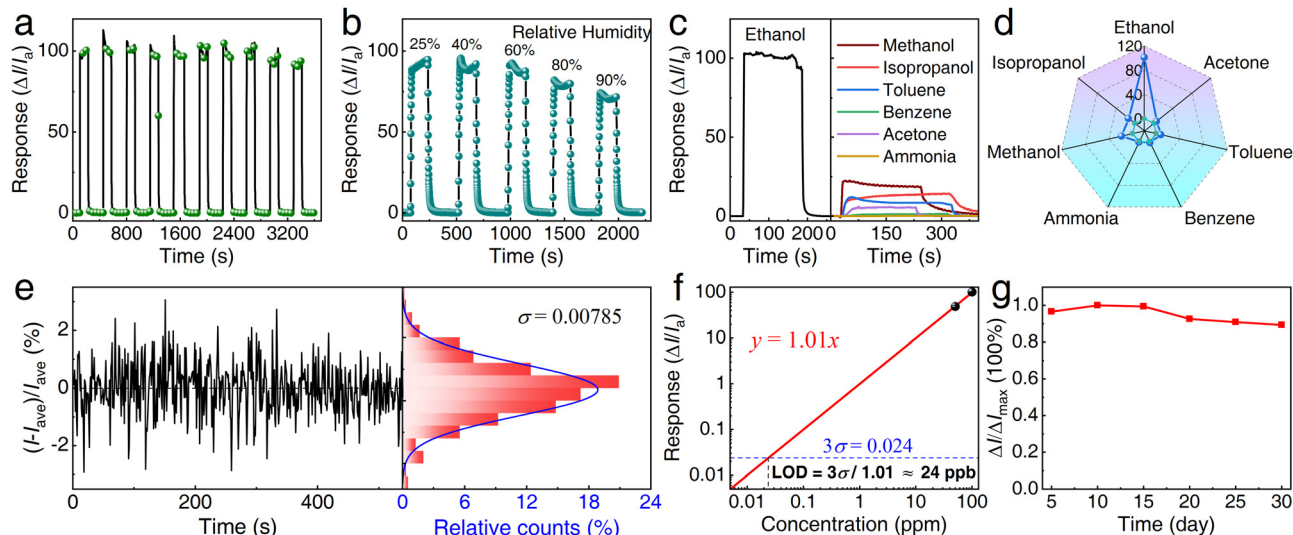 a
Response (ΔI/Ia)
100
50
0
0 800 1600 2400 3200
Time (s)
b
Relative Humidity
25% 40% 60% 80% 90%
Response (ΔI/Ia)
120
80
40
0
0 500 1000 1500 2000
Time (s)
c
Response (ΔI/Ia)
100
50
0
Ethanol
Methanol
Isopropanol
Toluene
Benzene
Acetone
Ammonia
0 100 200 0 150 300
Time (s) Time (s)
d
Ethanol
120
80
40
0
Isopropanol Acetone
Methanol Toluene
Ammonia Benzene
e
(I-Iave)/Iave (%)
2
0
-2
σ = 0.00785
0 200 400
0 6 12 18 24
Time (s)
Relative counts (%)
f
Response (ΔI/Ia)
100
10
1
0.1
0.01
y = 1.01x
3σ = 0.024
LOD = 3σ/ 1.01 ≈ 24 ppb
0.01 0.1 1 10 100
Concentration (ppm)
g
ΔI/ΔImax (100%)
1.0
0.8
0.6
0.4
0.2
0.0
5 10 15 20 25 30
Time (day)